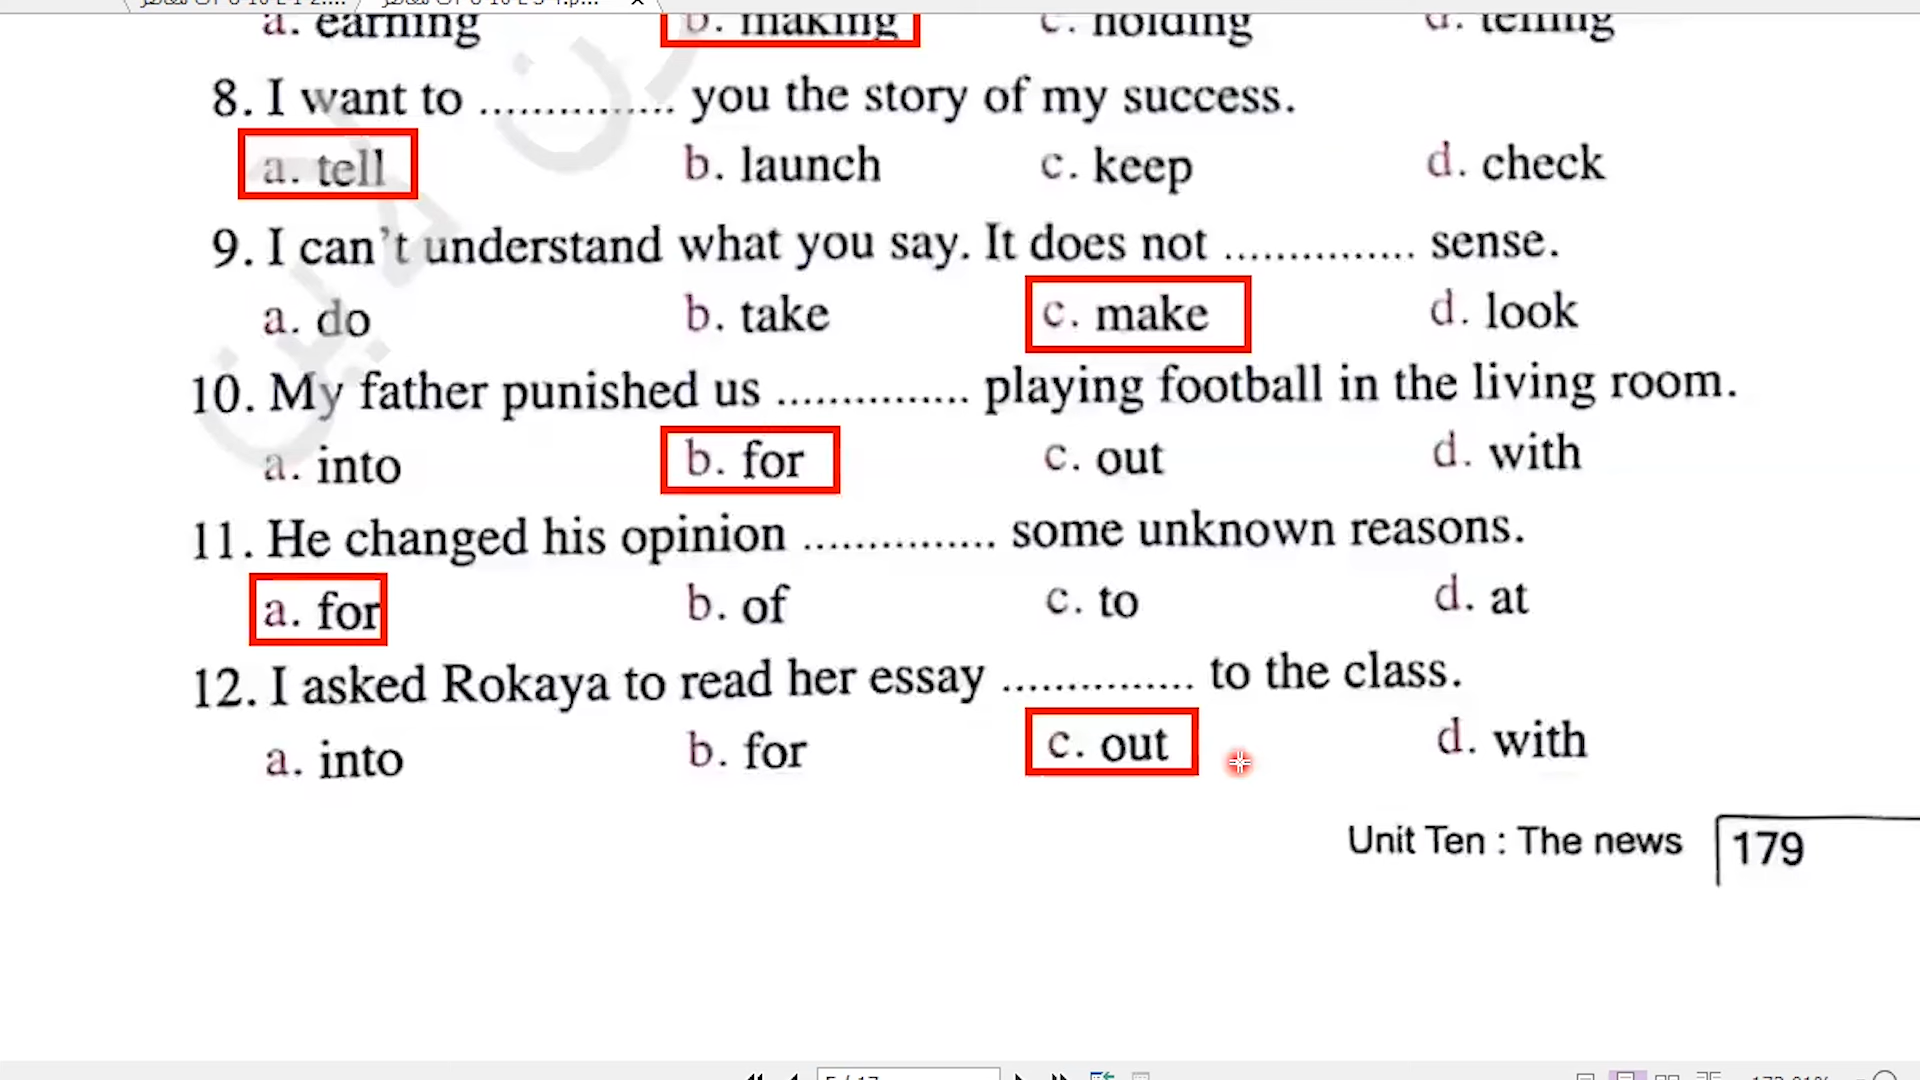 a. earning b. making c. holding d. telling
8. I want to ............... you the story of my success.
a. tell b. launch c. keep d. check
9. I can't understand what you say. It does not ............... sense.
a. do b. take c. make d. look
10. My father punished us ............... playing football in the living room.
a. into b. for c. out d. with
11. He changed his opinion ............... some unknown reasons.
a. for b. of c. to d. at
12. I asked Rokaya to read her essay ............... to the class.
a. into b. for c. out d. with
Unit Ten : The news 179
5 / 17